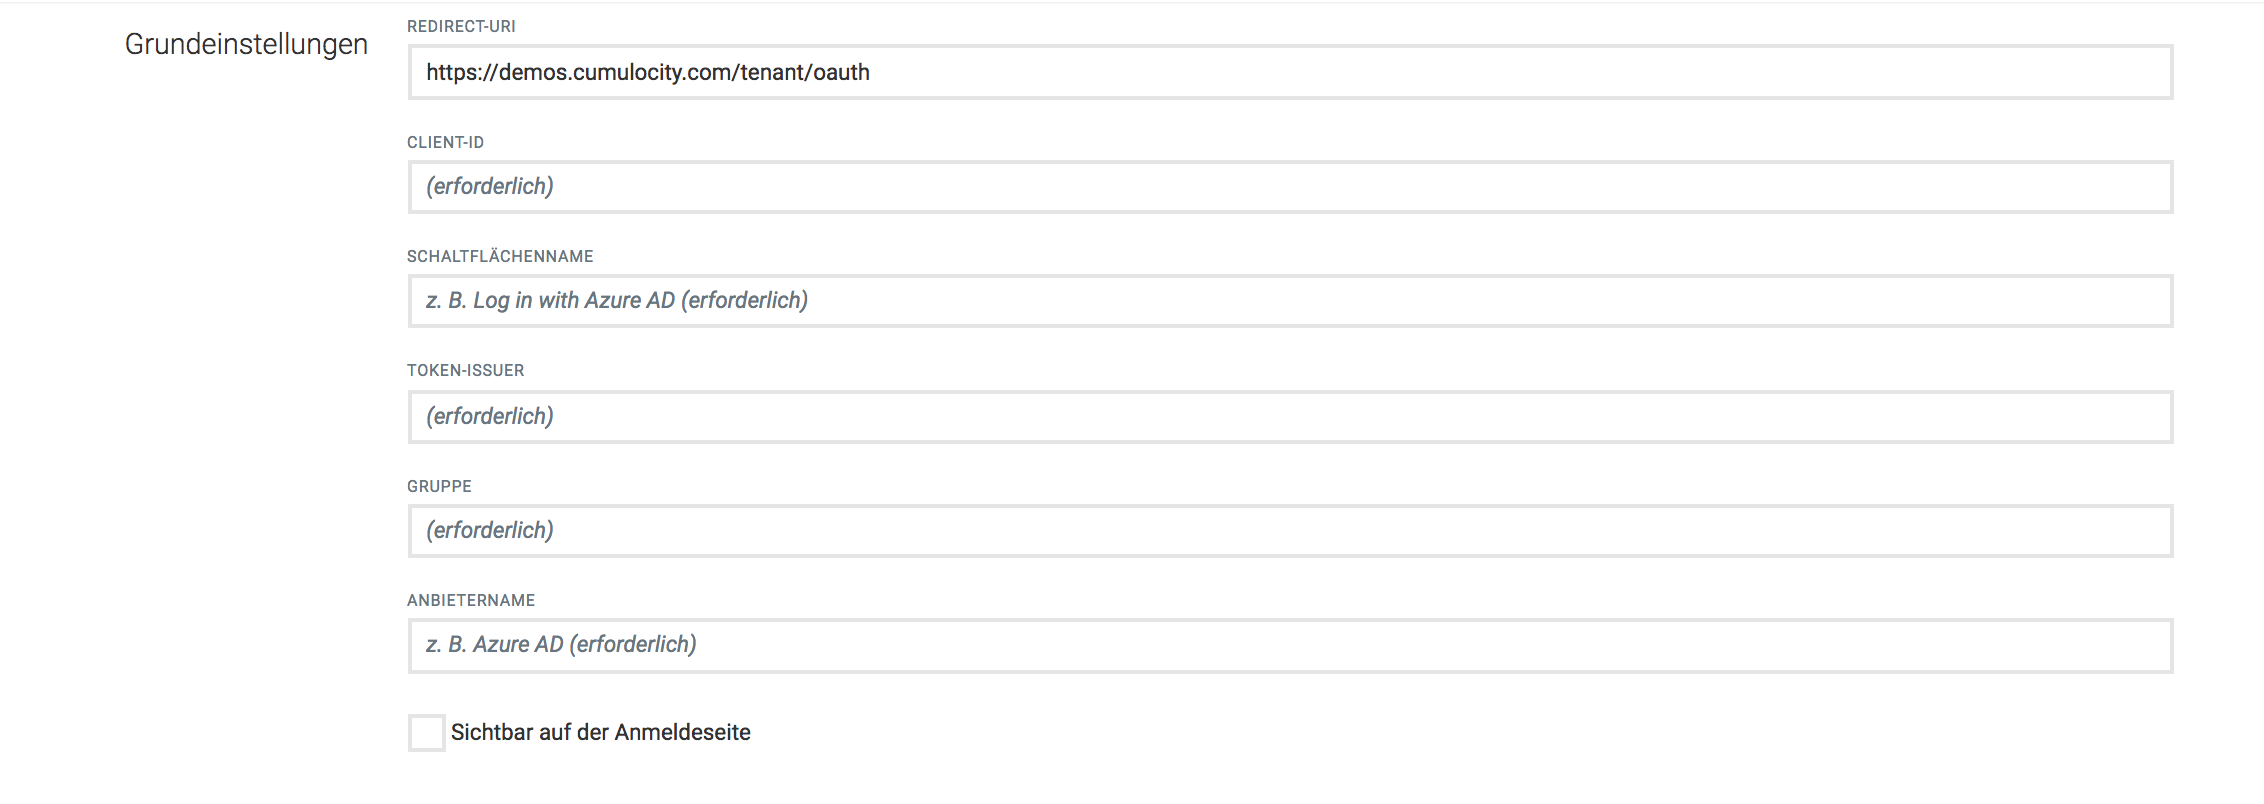 Grundeinstellungen
REDIRECT-URI
https://demos.cumulocity.com/tenant/oauth
CLIENT-ID
(erforderlich)
SCHALTFLÄCHENNAME
z. B. Log in with Azure AD (erforderlich)
TOKEN-ISSUER
(erforderlich)
GRUPPE
(erforderlich)
ANBIETERNAME
z. B. Azure AD (erforderlich)
Sichtbar auf der Anmeldeseite